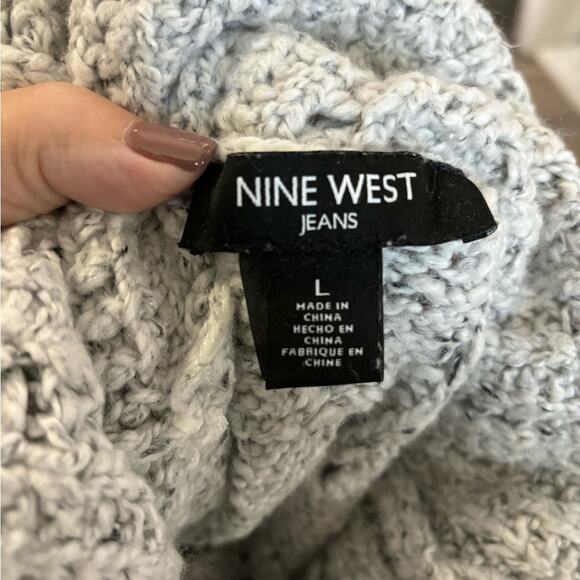 NINE WEST
JEANS
L
MADE IN
CHINA
HECHO EN
CHINA
FABRIQUE EN
CHINE